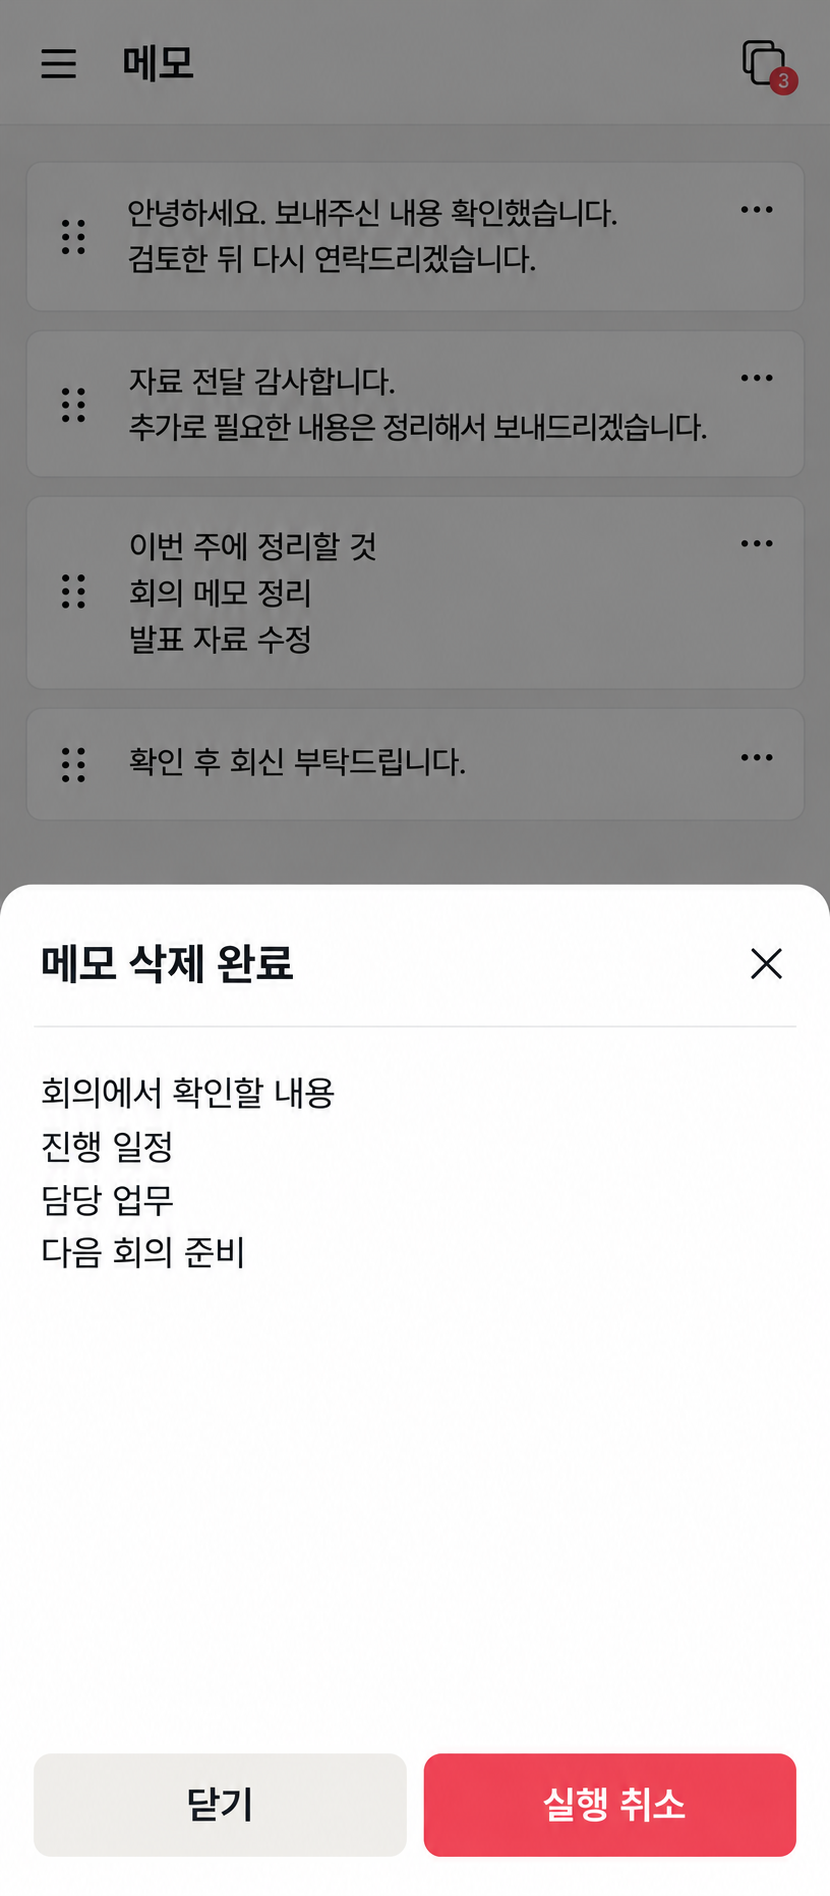 메모
3
안녕하세요. 보내주신 내용 확인했습니다.
검토한 뒤 다시 연락드리겠습니다.
자료 전달 감사합니다.
추가로 필요한 내용은 정리해서 보내드리겠습니다.
이번 주에 정리할 것
회의 메모 정리
발표 자료 수정
확인 후 회신 부탁드립니다.
메모 삭제 완료
회의에서 확인할 내용
진행 일정
담당 업무
다음 회의 준비
닫기
실행 취소